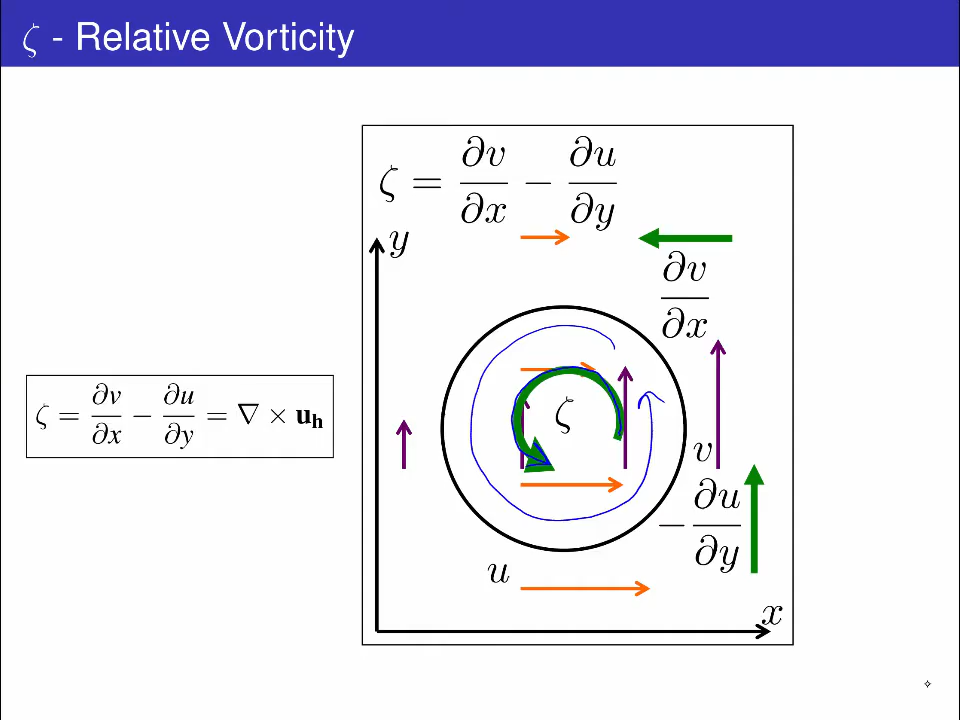 ζ - Relative Vorticity
ζ = ∂v/∂x − ∂u/∂y
y
∂v/∂x
ζ = ∂v/∂x − ∂u/∂y = ∇ × u_h
ζ
v
−∂u/∂y
u
x